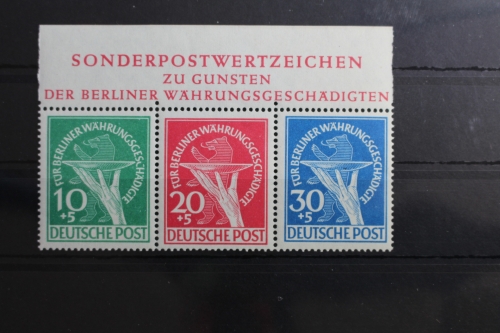 SONDERPOSTWERTZEICHEN
ZU GUNSTEN
DER BERLINER WÄHRUNGSGESCHÄDIGTEN
FÜR BERLINER WÄHRUNGSGESCHÄDIGTE
10
+5
DEUTSCHE POST
FÜR BERLINER WÄHRUNGSGESCHÄDIGTE
20
+5
DEUTSCHE POST
FÜR BERLINER WÄHRUNGSGESCHÄDIGTE
30
+5
DEUTSCHE POST